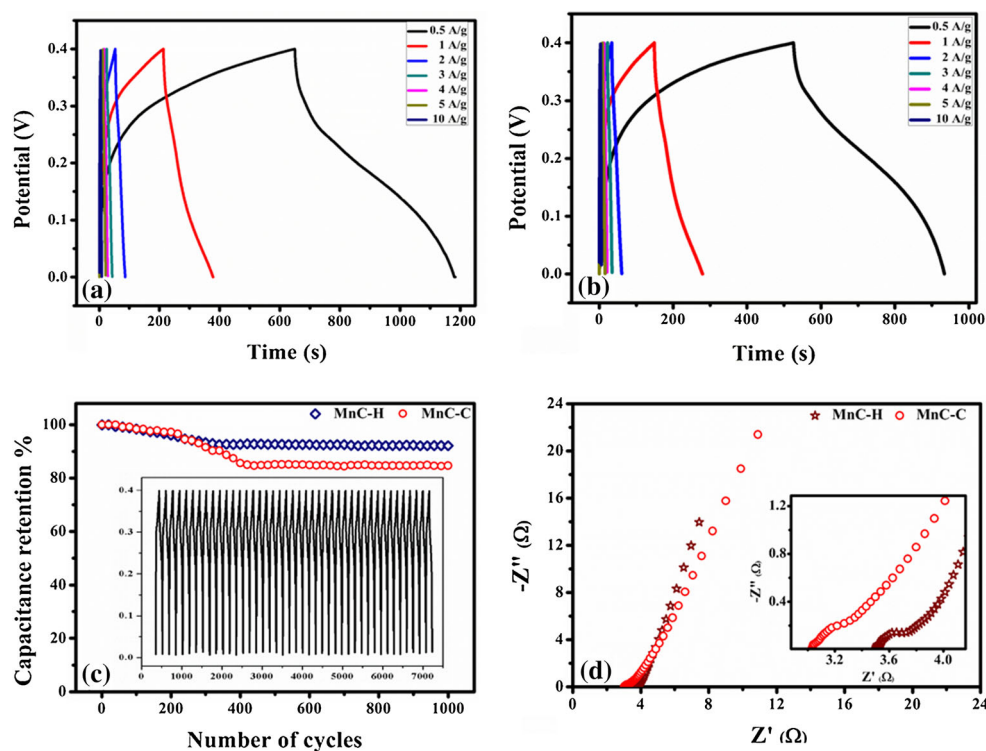 0.5 A/g
1 A/g
2 A/g
3 A/g
4 A/g
5 A/g
10 A/g
0.4
0.3
0.2
0.1
0.0
Potential (V)
(a)
0 200 400 600 800 1000 1200
Time (s)
0.5 A/g
1 A/g
2 A/g
3 A/g
4 A/g
5 A/g
10 A/g
0.4
0.3
0.2
0.1
0.0
Potential (V)
(b)
0 200 400 600 800 1000
Time (s)
MnC-H MnC-C
120
100
80
60
40
20
0
Capacitance retention %
0.4
0.3
0.2
0.1
0.0
0 1000 2000 3000 4000 5000 6000 7000
(c)
0 200 400 600 800 1000
Number of cycles
MnC-H MnC-C
24
20
16
12
8
4
0
-Z'' (Ω)
1.2
0.8
0.4
-Z'' (Ω)
3.2 3.6 4.0
Z' (Ω)
(d)
0 4 8 12 16 20 24
Z' (Ω)